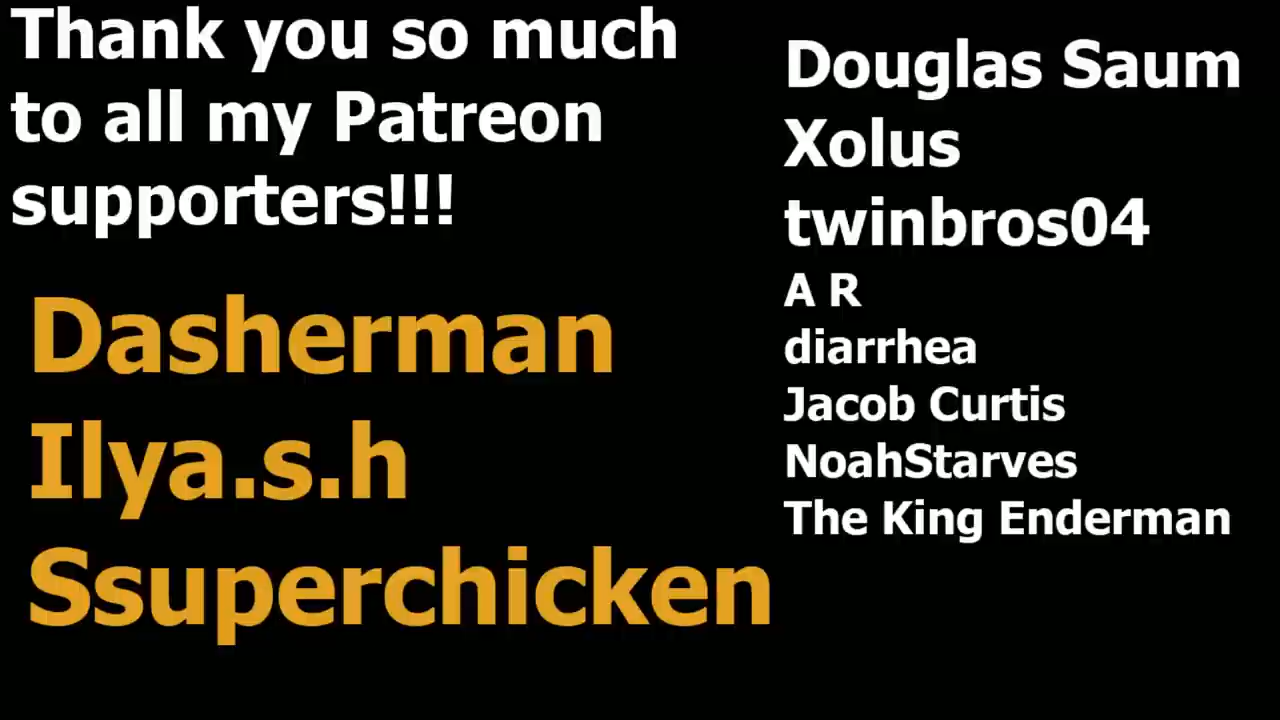 Thank you so much
to all my Patreon
supporters!!!
Dasherman
Ilya.s.h
Ssuperchicken
Douglas Saum
Xolus
twinbros04
A R
diarrhea
Jacob Curtis
NoahStarves
The King Enderman